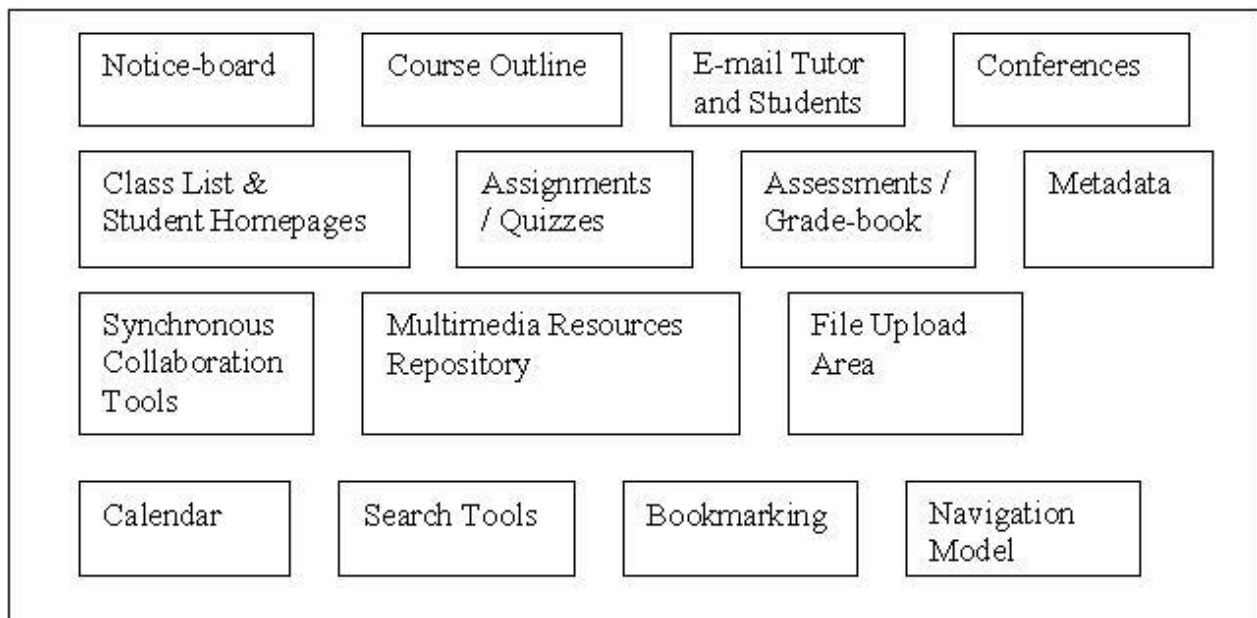 Notice-board
Course Outline
E-mail Tutor
and Students
Conferences
Class List &
Student Homepages
Assignments
/ Quizzes
Assessments /
Grade-book
Metadata
Synchronous
Collaboration
Tools
Multimedia Resources
Repository
File Upload
Area
Calendar
Search Tools
Bookmarking
Navigation
Model